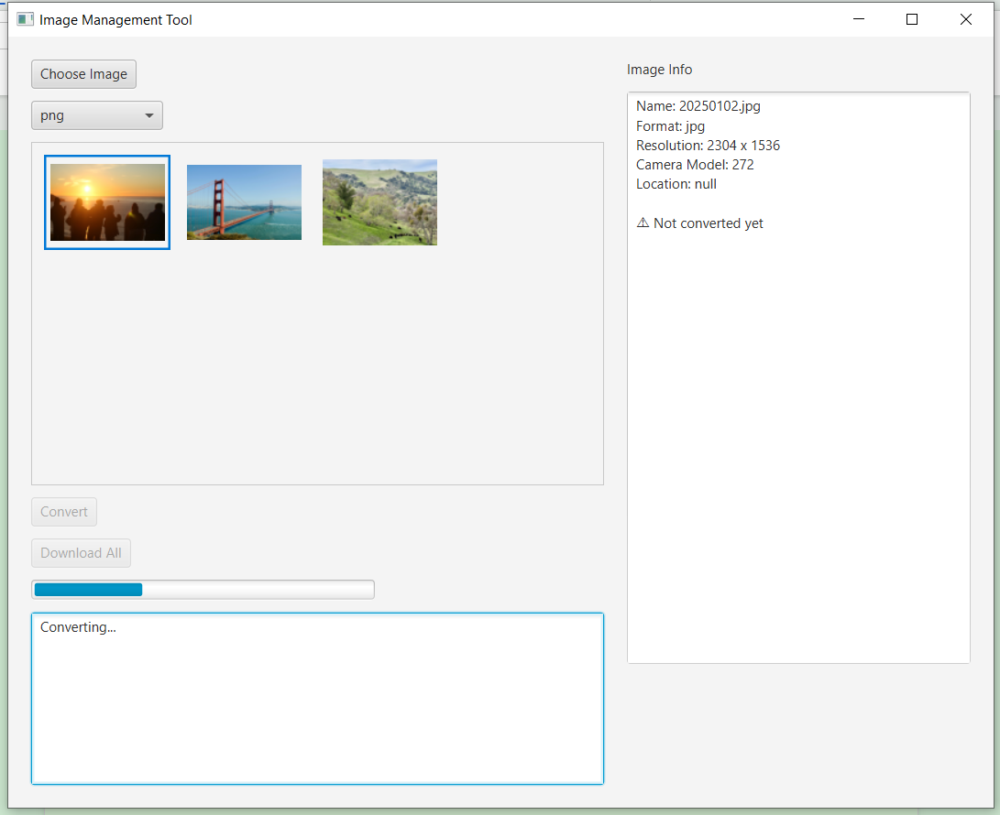 Image Management Tool
Choose Image
png
Convert
Download All
Converting...
Image Info
Name: 20250102.jpg
Format: jpg
Resolution: 2304 x 1536
Camera Model: 272
Location: null
⚠ Not converted yet